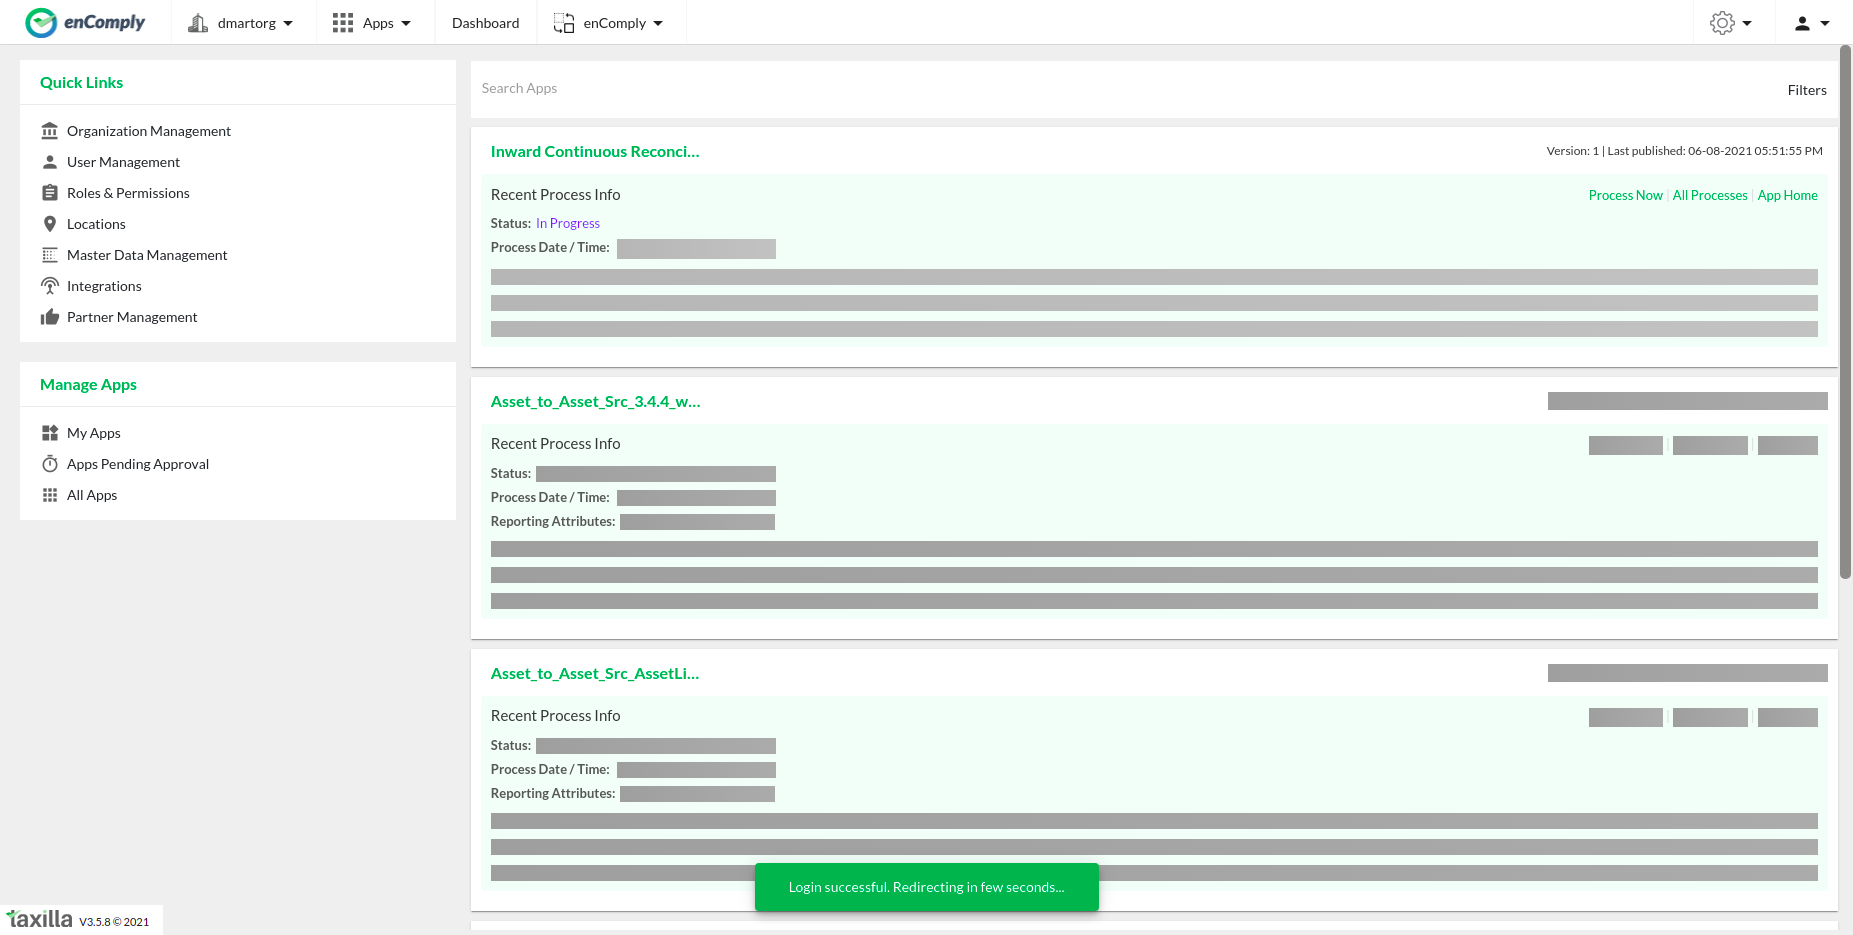 enComply
dmartorg
Apps
Dashboard
enComply
Quick Links
Organization Management
User Management
Roles & Permissions
Locations
Master Data Management
Integrations
Partner Management
Manage Apps
My Apps
Apps Pending Approval
All Apps
Search Apps
Filters
Inward Continuous Reconci...
Version: 1 | Last published: 06-08-2021 05:51:55 PM
Recent Process Info
Process Now | All Processes | App Home
Status: In Progress
Process Date / Time:
Asset_to_Asset_Src_3.4.4_w...
Recent Process Info
Status:
Process Date / Time:
Reporting Attributes:
Asset_to_Asset_Src_AssetLi...
Recent Process Info
Status:
Process Date / Time:
Reporting Attributes:
Login successful. Redirecting in few seconds...
taxilla V3.5.8 © 2021